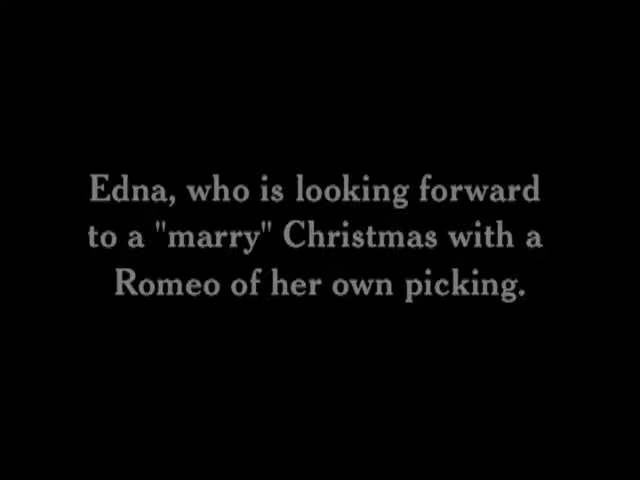 Edna, who is looking forward
to a "marry" Christmas with a
Romeo of her own picking.